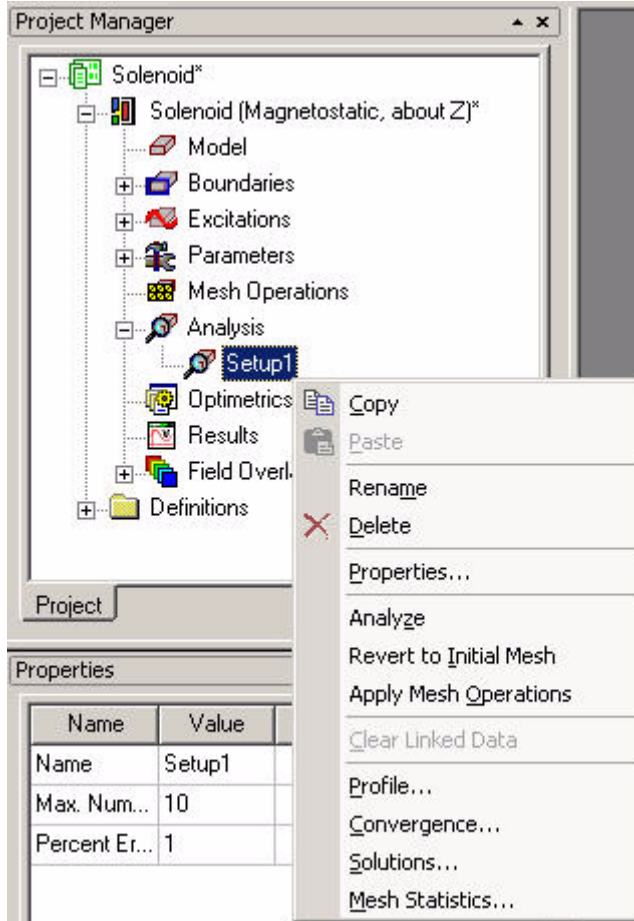 Project Manager
Solenoid*
Solenoid (Magnetostatic, about Z)*
Model
Boundaries
Excitations
Parameters
Mesh Operations
Analysis
Setup1
Optimetrics
Results
Field Overl
Definitions
Project
Copy
Paste
Rename
Delete
Properties...
Analyze
Revert to Initial Mesh
Apply Mesh Operations
Clear Linked Data
Profile...
Convergence...
Solutions...
Mesh Statistics...
Properties
Name Value
Name Setup1
Max. Num... 10
Percent Er... 1